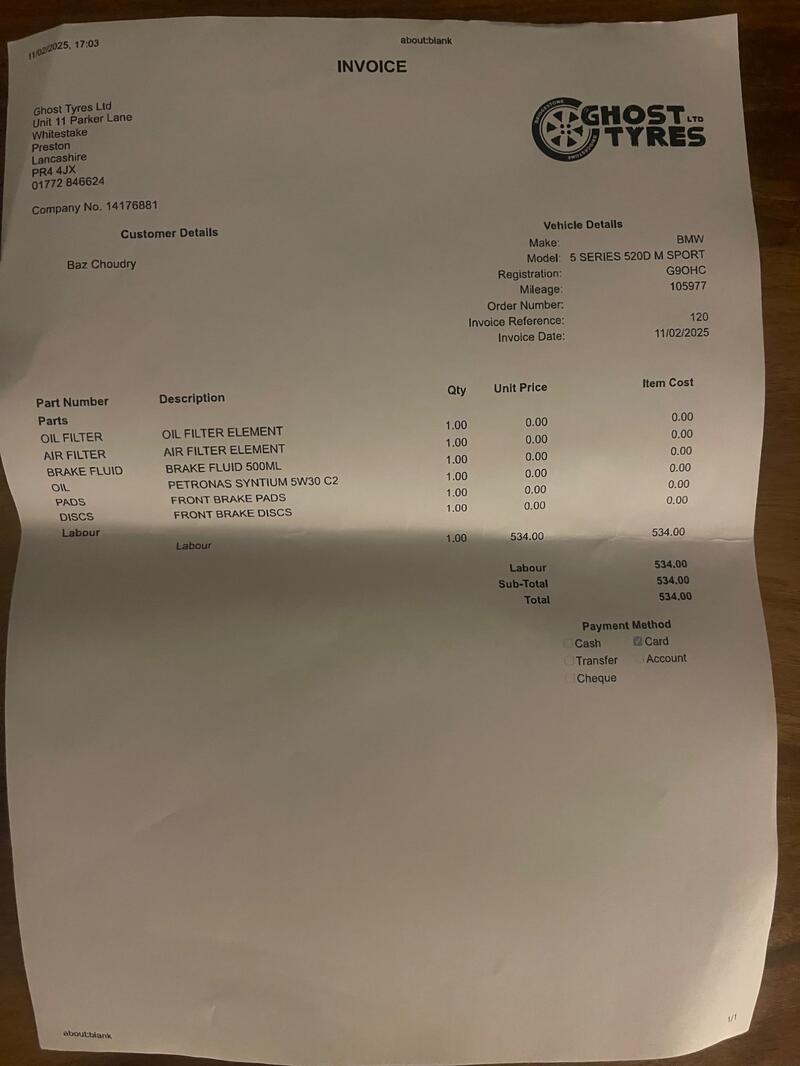 11/02/2025, 17:03
about:blank
INVOICE
Ghost Tyres Ltd
Unit 11 Parker Lane
Whitestake
Preston
Lancashire
PR4 4JX
01772 846624
Company No. 14176881
BRIDGESTONE
GHOST LTD
TYRES
BRIDGESTONE
Customer Details
Baz Choudry
Vehicle Details
Make: BMW
Model: 5 SERIES 520D M SPORT
Registration: G9OHC
Mileage: 105977
Order Number:
Invoice Reference: 120
Invoice Date: 11/02/2025
Part Number Description Qty Unit Price Item Cost
Parts
OIL FILTER OIL FILTER ELEMENT 1.00 0.00 0.00
AIR FILTER AIR FILTER ELEMENT 1.00 0.00 0.00
BRAKE FLUID BRAKE FLUID 500ML 1.00 0.00 0.00
OIL PETRONAS SYNTIUM 5W30 C2 1.00 0.00 0.00
PADS FRONT BRAKE PADS 1.00 0.00 0.00
DISCS FRONT BRAKE DISCS 1.00 0.00 0.00
Labour
Labour 1.00 534.00 534.00
Labour 534.00
Sub-Total 534.00
Total 534.00
Payment Method
Cash Card
Transfer Account
Cheque
about:blank
1/1